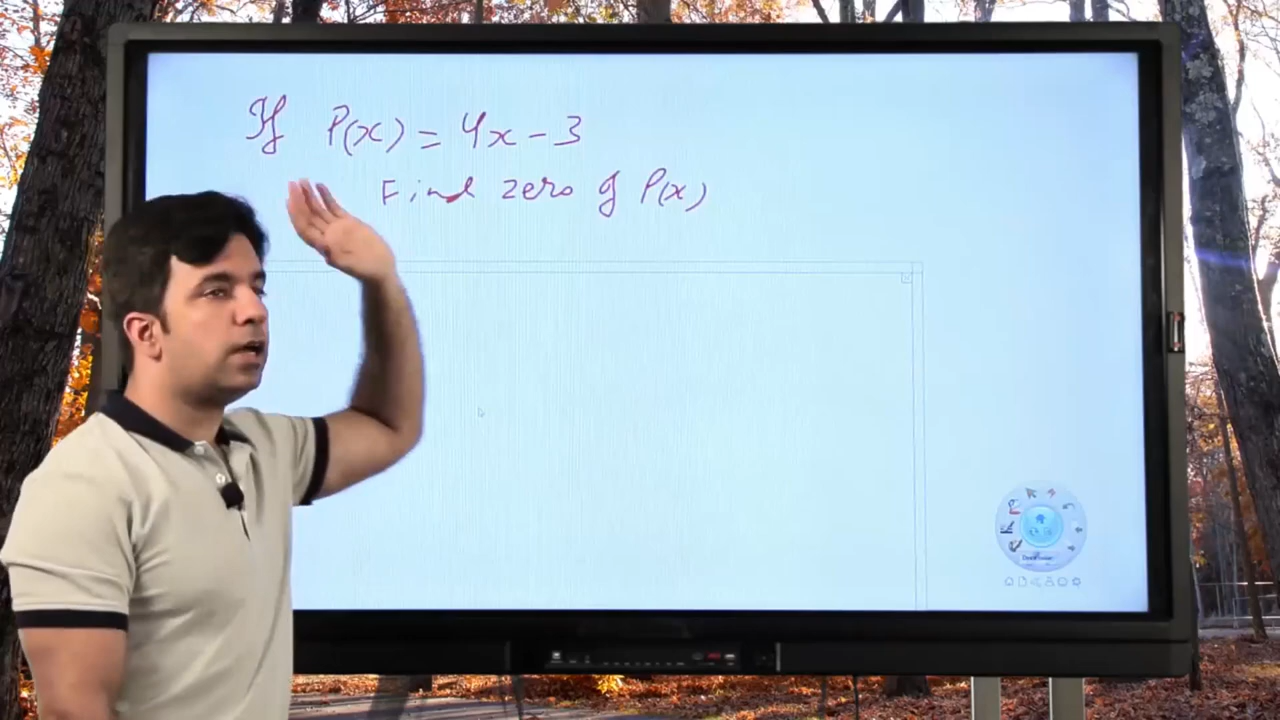 If P(x) = 4x - 3
Find zero of P(x)